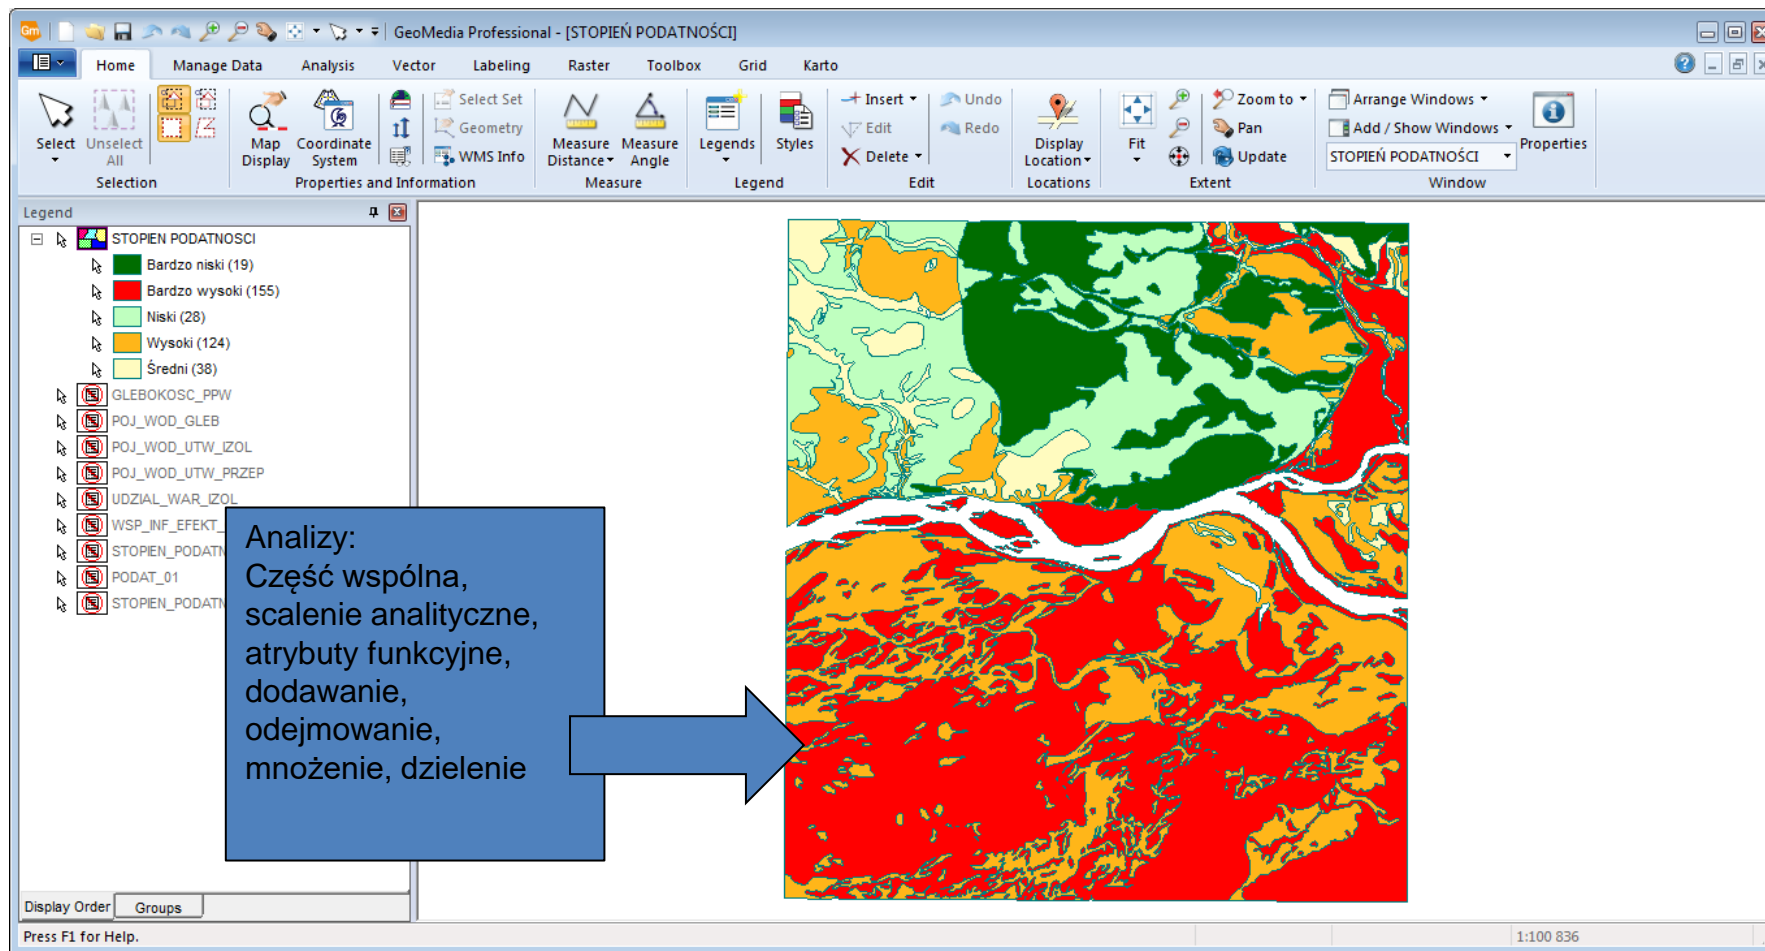 Gm
GeoMedia Professional - [STOPIEŃ PODATNOŚCI]
Home Manage Data Analysis Vector Labeling Raster Toolbox Grid Karto
Select
Unselect All
Selection
Map Display
Coordinate System
Select Set
Geometry
WMS Info
Properties and Information
Measure Distance
Measure Angle
Measure
Legends
Styles
Legend
Insert
Edit
Delete
Undo
Redo
Edit
Display Location
Locations
Fit
Zoom to
Pan
Update
Extent
Arrange Windows
Add / Show Windows
STOPIEŃ PODATNOŚCI
Properties
Window
Legend
STOPIEN PODATNOSCI
Bardzo niski (19)
Bardzo wysoki (155)
Niski (28)
Wysoki (124)
Średni (38)
GLEBOKOSC_PPW
POJ_WOD_GLEB
POJ_WOD_UTW_IZOL
POJ_WOD_UTW_PRZEP
UDZIAL_WAR_IZOL
WSP_INF_EFEKT_
STOPIEN_PODATN
PODAT_01
STOPIEN_PODATN
Analizy:
Część wspólna,
scalenie analityczne,
atrybuty funkcyjne,
dodawanie,
odejmowanie,
mnożenie, dzielenie
Display Order Groups
Press F1 for Help.
1:100 836